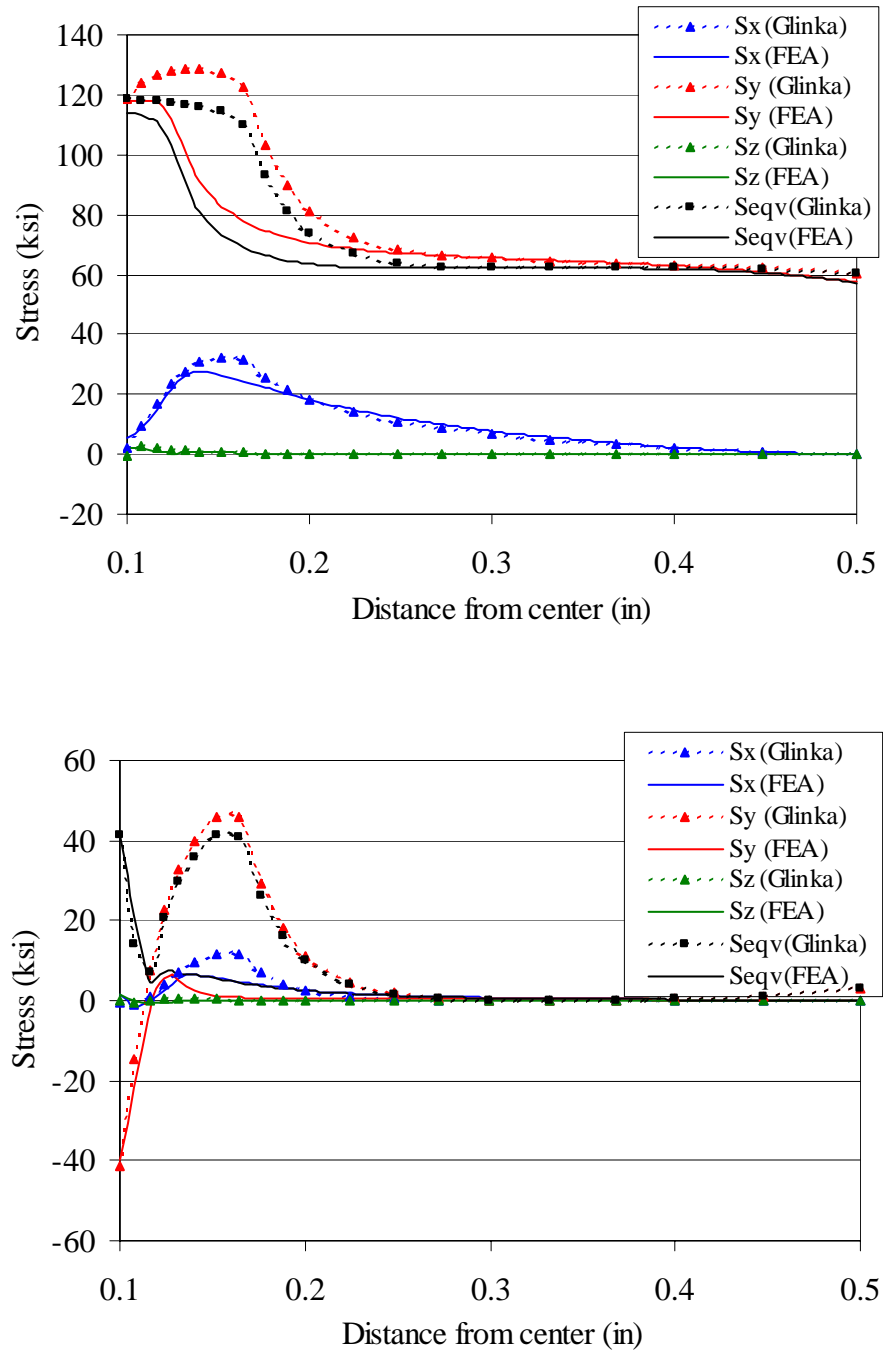 140
120
100
80
60
40
20
0
-20
Stress (ksi)
0.1 0.2 0.3 0.4 0.5
Distance from center (in)
Sx (Glinka)
Sx (FEA)
Sy (Glinka)
Sy (FEA)
Sz (Glinka)
Sz (FEA)
Seqv(Glinka)
Seqv(FEA)
60
40
20
0
-20
-40
-60
Stress (ksi)
0.1 0.2 0.3 0.4 0.5
Distance from center (in)
Sx (Glinka)
Sx (FEA)
Sy (Glinka)
Sy (FEA)
Sz (Glinka)
Sz (FEA)
Seqv(Glinka)
Seqv(FEA)